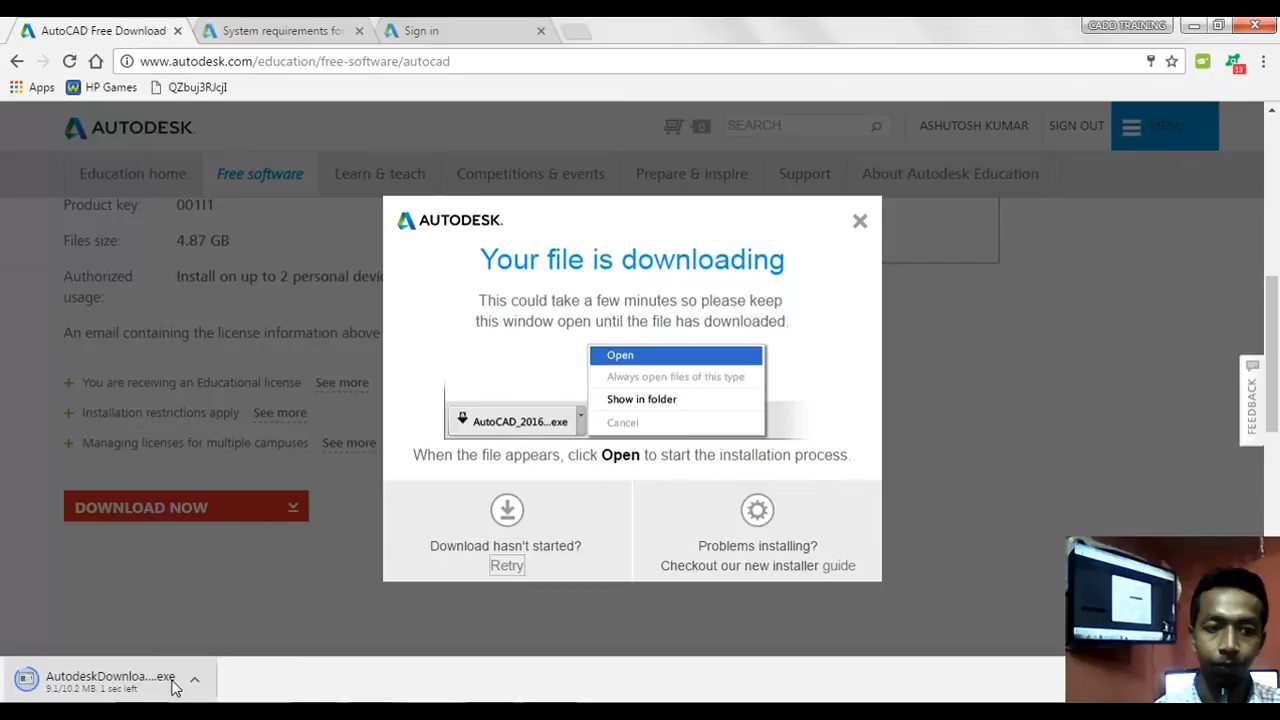 AutoCAD Free Download
System requirements fo
Sign in
CADD TRAINING
www.autodesk.com/education/free-software/autocad
13
Apps
HP Games
QZbuj3RJcjI
AUTODESK.
0
SEARCH
ASHUTOSH KUMAR
SIGN OUT
MENU
Education home
Free software
Learn & teach
Competitions & events
Prepare & inspire
Support
About Autodesk Education
Product key: 001I1
Files size: 4.87 GB
Authorized usage: Install on up to 2 personal devi
An email containing the license information above
+ You are receiving an Educational license See more
+ Installation restrictions apply See more
+ Managing licenses for multiple campuses See more
DOWNLOAD NOW
AUTODESK.
Your file is downloading
This could take a few minutes so please keep
this window open until the file has downloaded.
Open
Always open files of this type
Show in folder
Cancel
AutoCAD_2016...exe
When the file appears, click Open to start the installation process.
Download hasn't started?
Retry
Problems installing?
Checkout our new installer guide
FEEDBACK
AutodeskDownloa....exe
9.1/10.2 MB, 1 sec left